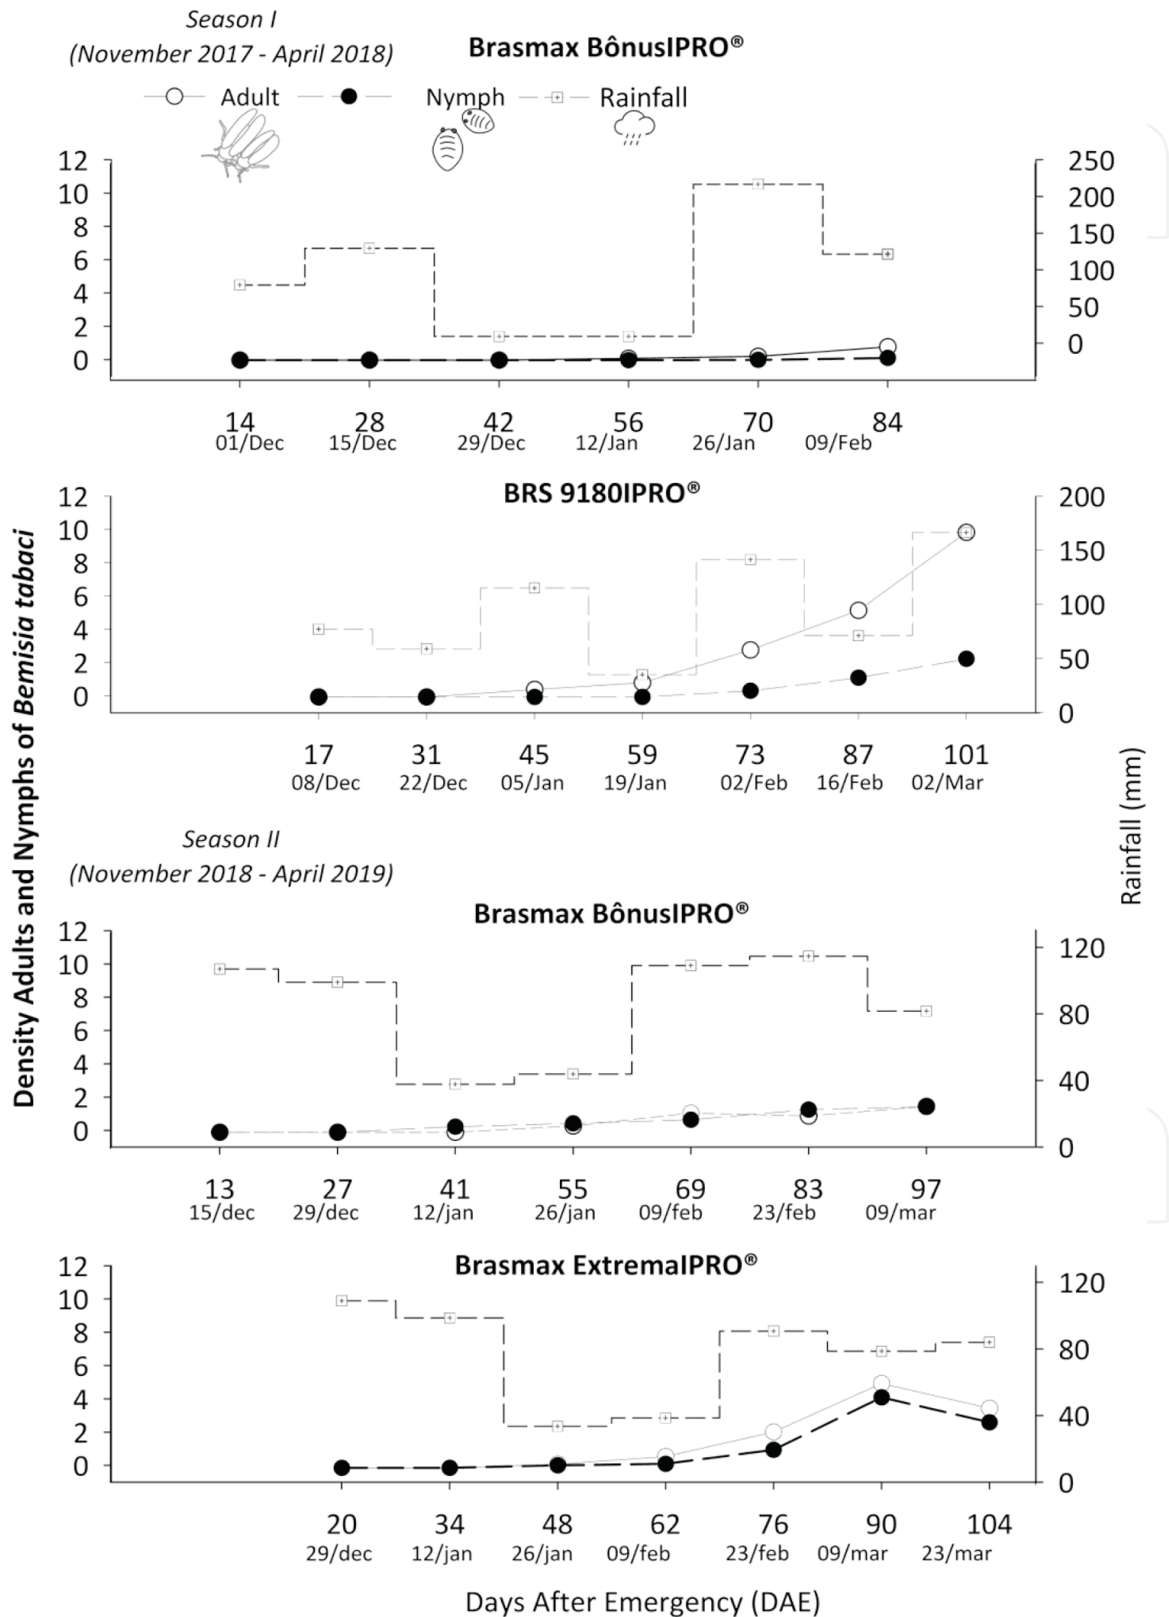 Season I
(November 2017 - April 2018)
Brasmax BônusIPRO®
Adult Nymph Rainfall
12 250
10 200
8 150
6 100
4 50
2 0
0
14 28 42 56 70 84
01/Dec 15/Dec 29/Dec 12/Jan 26/Jan 09/Feb
BRS 9180IPRO®
12 200
10 150
8 100
6 50
4 0
2
0
17 31 45 59 73 87 101
08/Dec 22/Dec 05/Jan 19/Jan 02/Feb 16/Feb 02/Mar
Density Adults and Nymphs of Bemisia tabaci
Rainfall (mm)
Season II
(November 2018 - April 2019)
Brasmax BônusIPRO®
12 120
10 80
8 40
6 0
4
2
0
13 27 41 55 69 83 97
15/dec 29/dec 12/jan 26/jan 09/feb 23/feb 09/mar
Brasmax ExtremaIPRO®
12 120
10 80
8 40
6 0
4
2
0
20 34 48 62 76 90 104
29/dec 12/jan 26/jan 09/feb 23/feb 09/mar 23/mar
Days After Emergency (DAE)